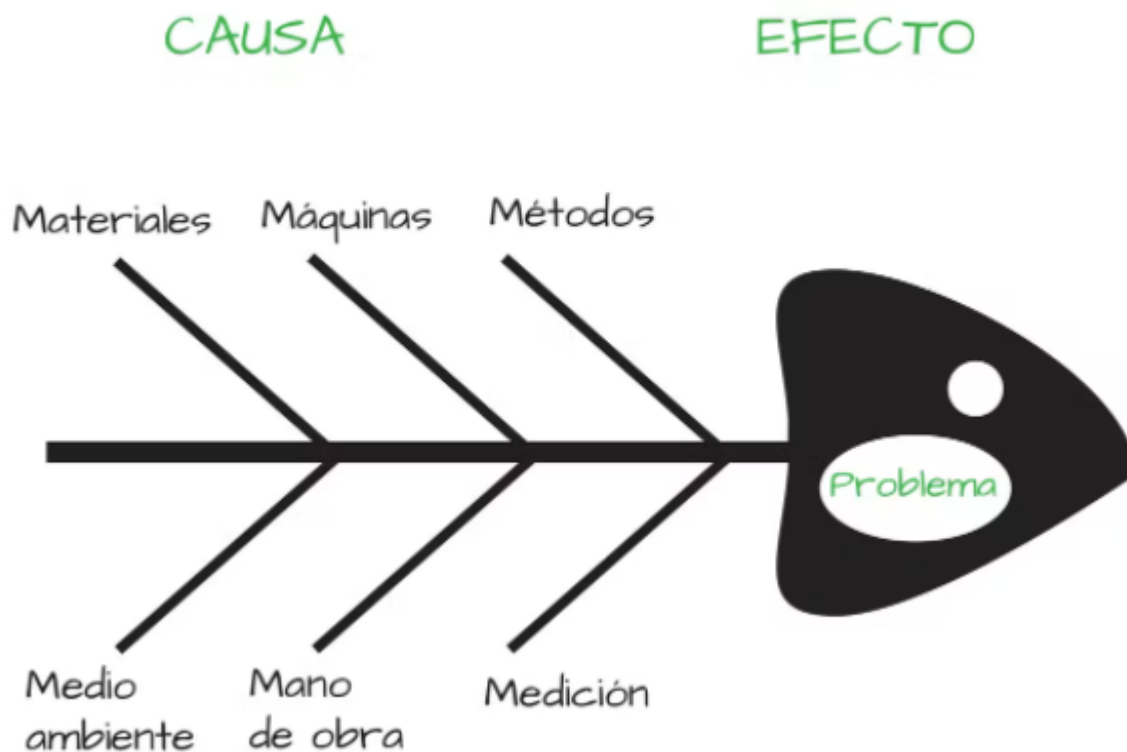 CAUSA
EFECTO
Materiales
Máquinas
Métodos
Problema
Medio
ambiente
Mano
de obra
Medición